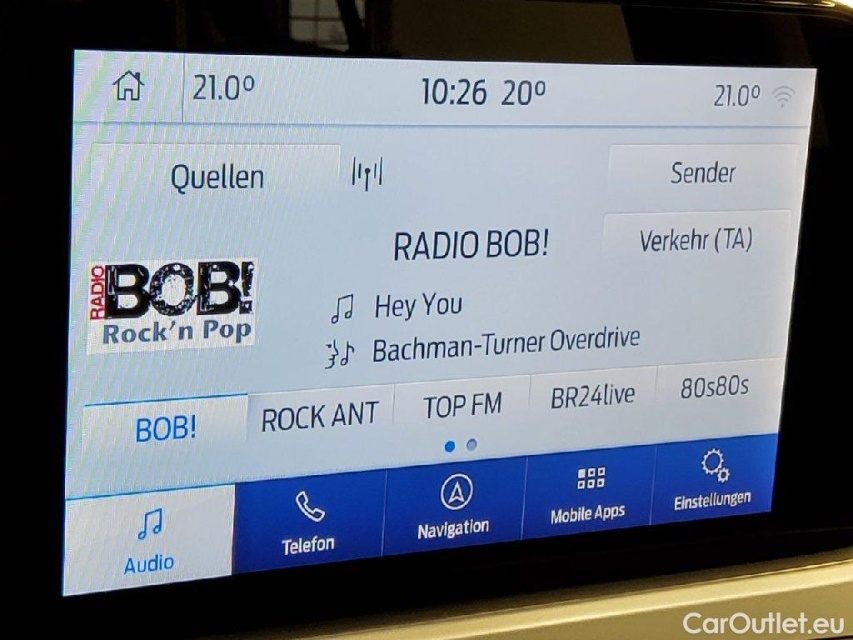 21.0°
10:26 20°
21.0°
Quellen
Sender
RADIO BOB!
Verkehr (TA)
RADIO BOB!
Rock'n Pop
Hey You
Bachman-Turner Overdrive
BOB!
ROCK ANT
TOP FM
BR24live
80s80s
Audio
Telefon
Navigation
Mobile Apps
Einstellungen
CarOutlet.eu